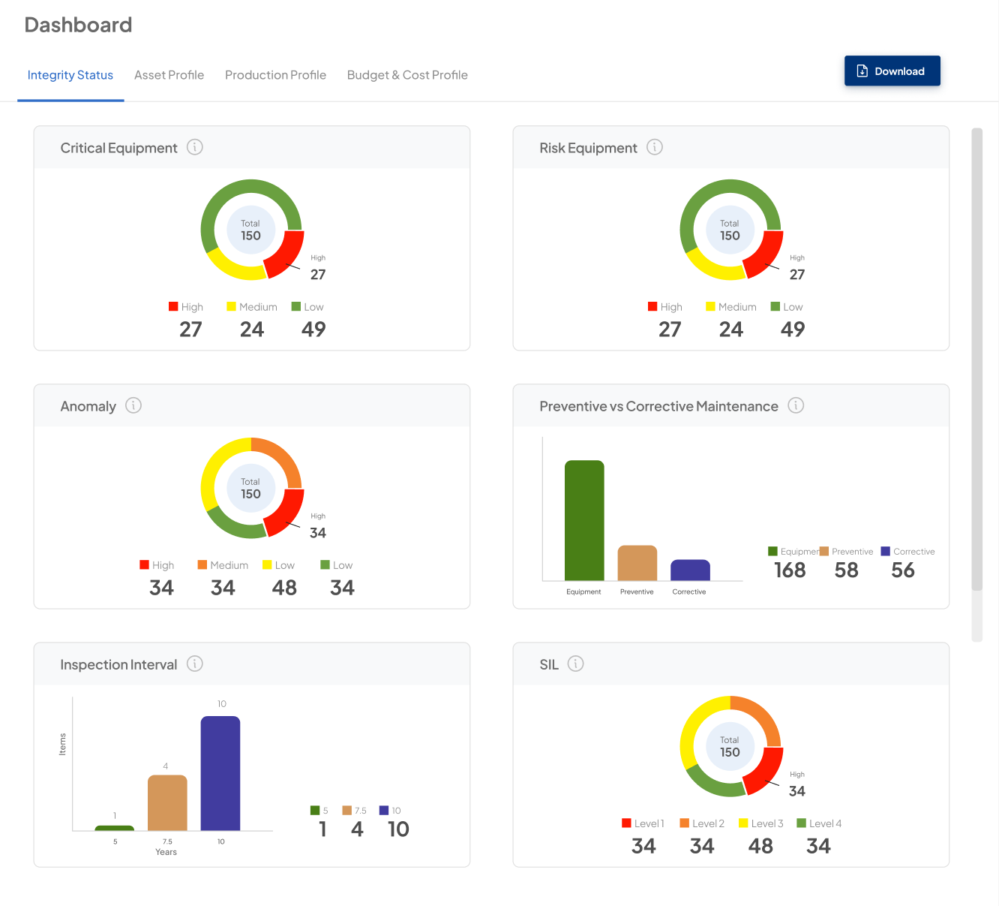 Dashboard
Integrity Status Asset Profile Production Profile Budget & Cost Profile
Download
Critical Equipment
Total
150
High
27
High Medium Low
27 24 49
Risk Equipment
Total
150
High
27
High Medium Low
27 24 49
Anomaly
Total
150
High
34
High Medium Low Low
34 34 48 34
Preventive vs Corrective Maintenance
Equipment Preventive Corrective
Equipmen Preventive Corrective
168 58 56
Inspection Interval
Items
1 4 10
5 7.5 10
Years
5 7.5 10
1 4 10
SIL
Total
150
High
34
Level 1 Level 2 Level 3 Level 4
34 34 48 34